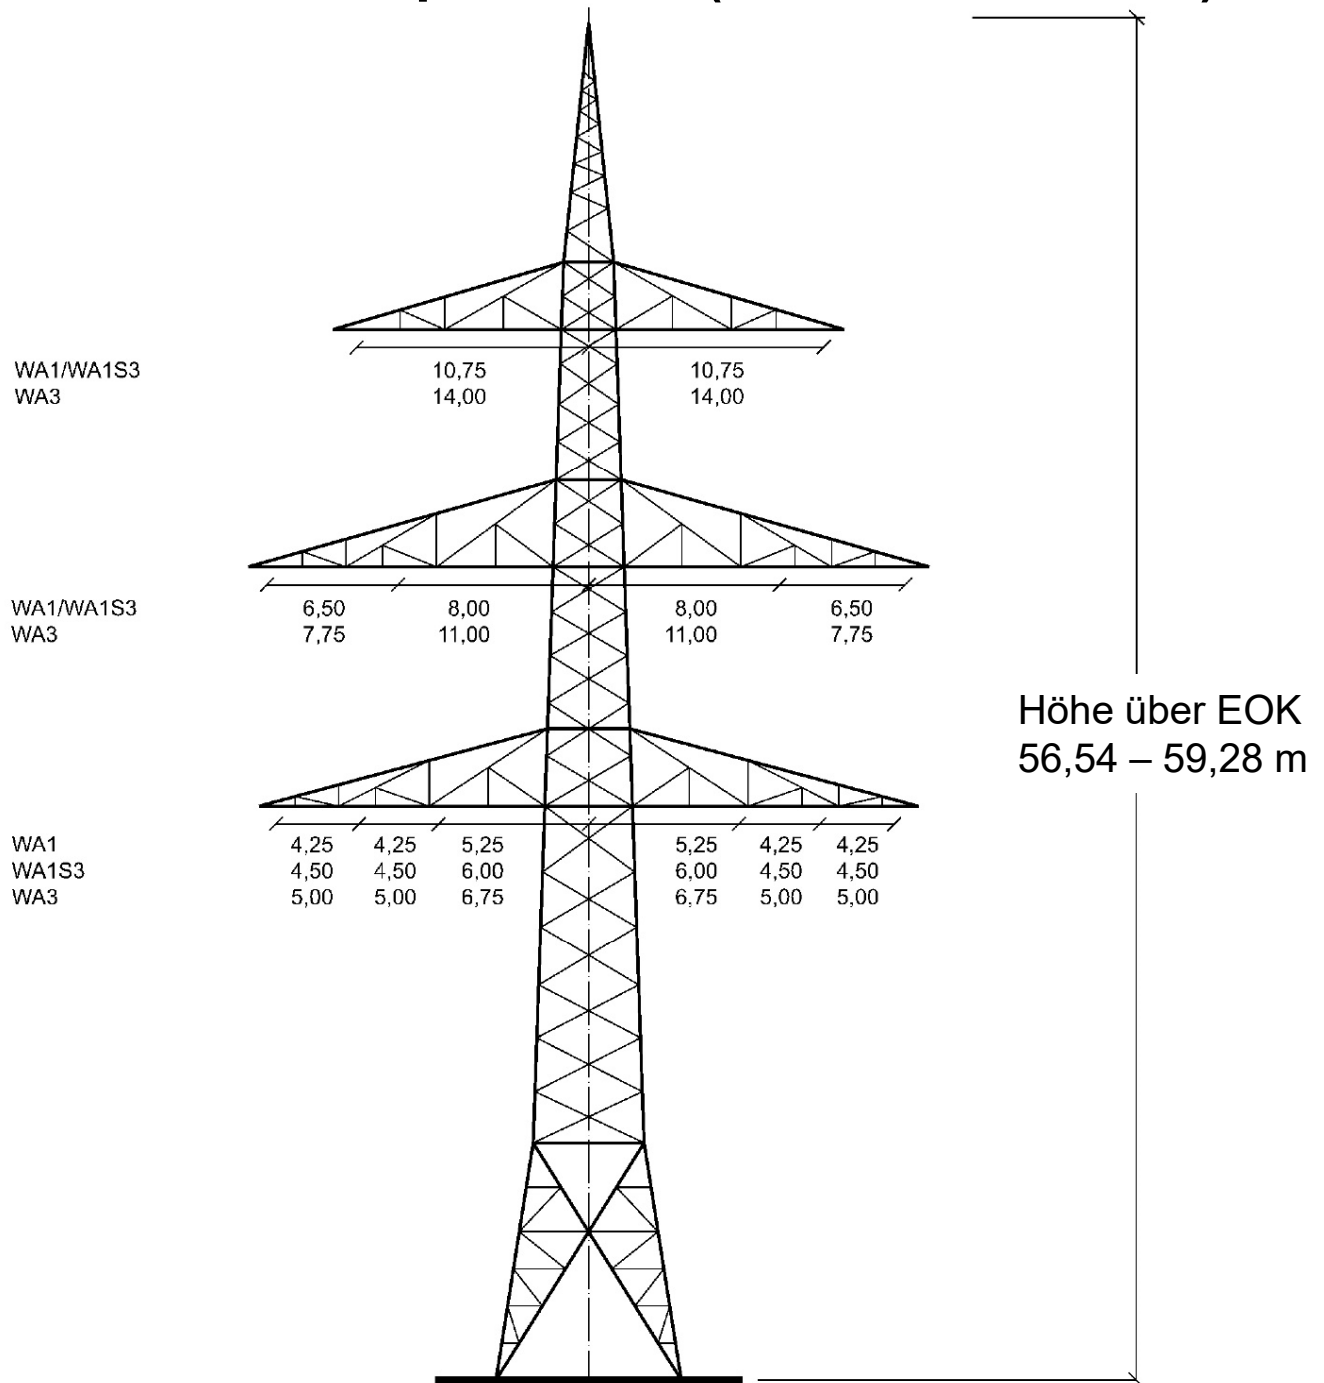 WA1/WA1S3 10,75 10,75
WA3 14,00 14,00
WA1/WA1S3 6,50 8,00 8,00 6,50
WA3 7,75 11,00 11,00 7,75
Höhe über EOK
56,54 – 59,28 m
WA1 4,25 4,25 5,25 5,25 4,25 4,25
WA1S3 4,50 4,50 6,00 6,00 4,50 4,50
WA3 5,00 5,00 6,75 6,75 5,00 5,00